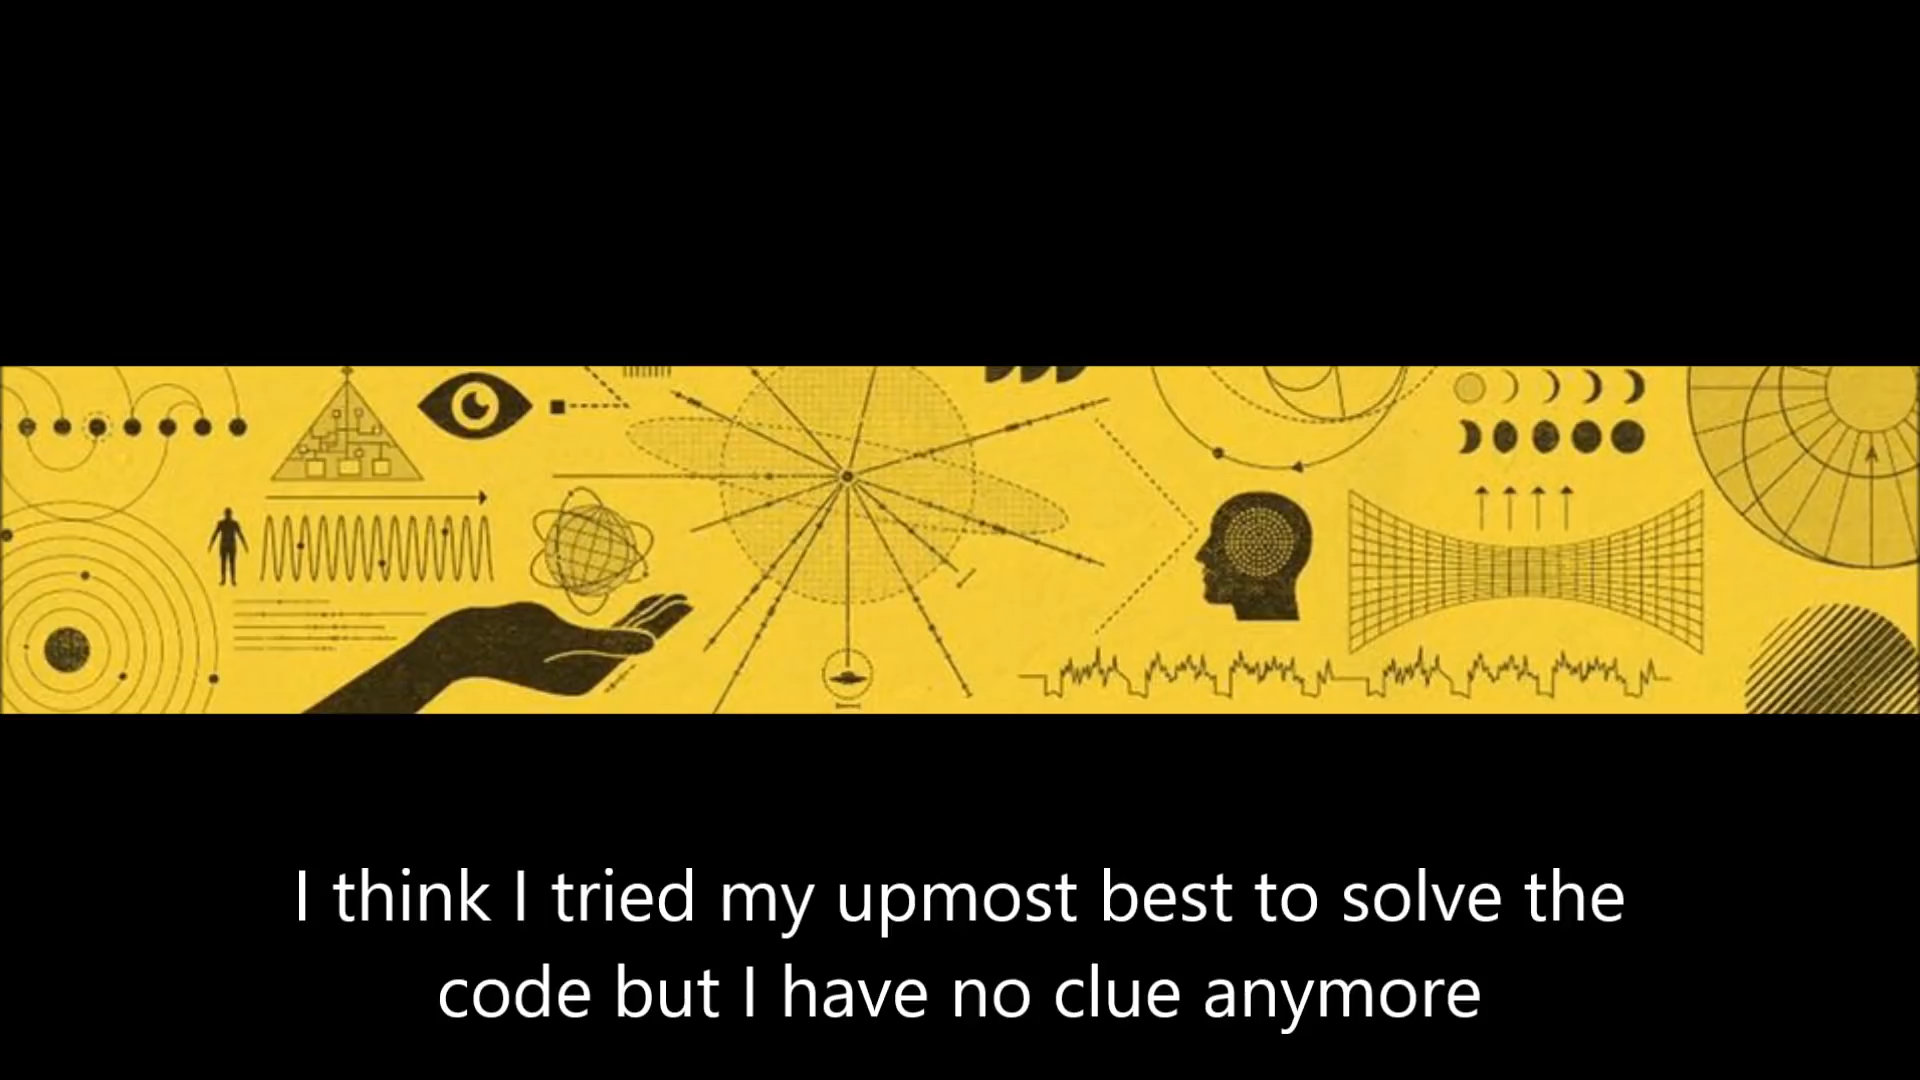 I think I tried my upmost best to solve the
code but I have no clue anymore